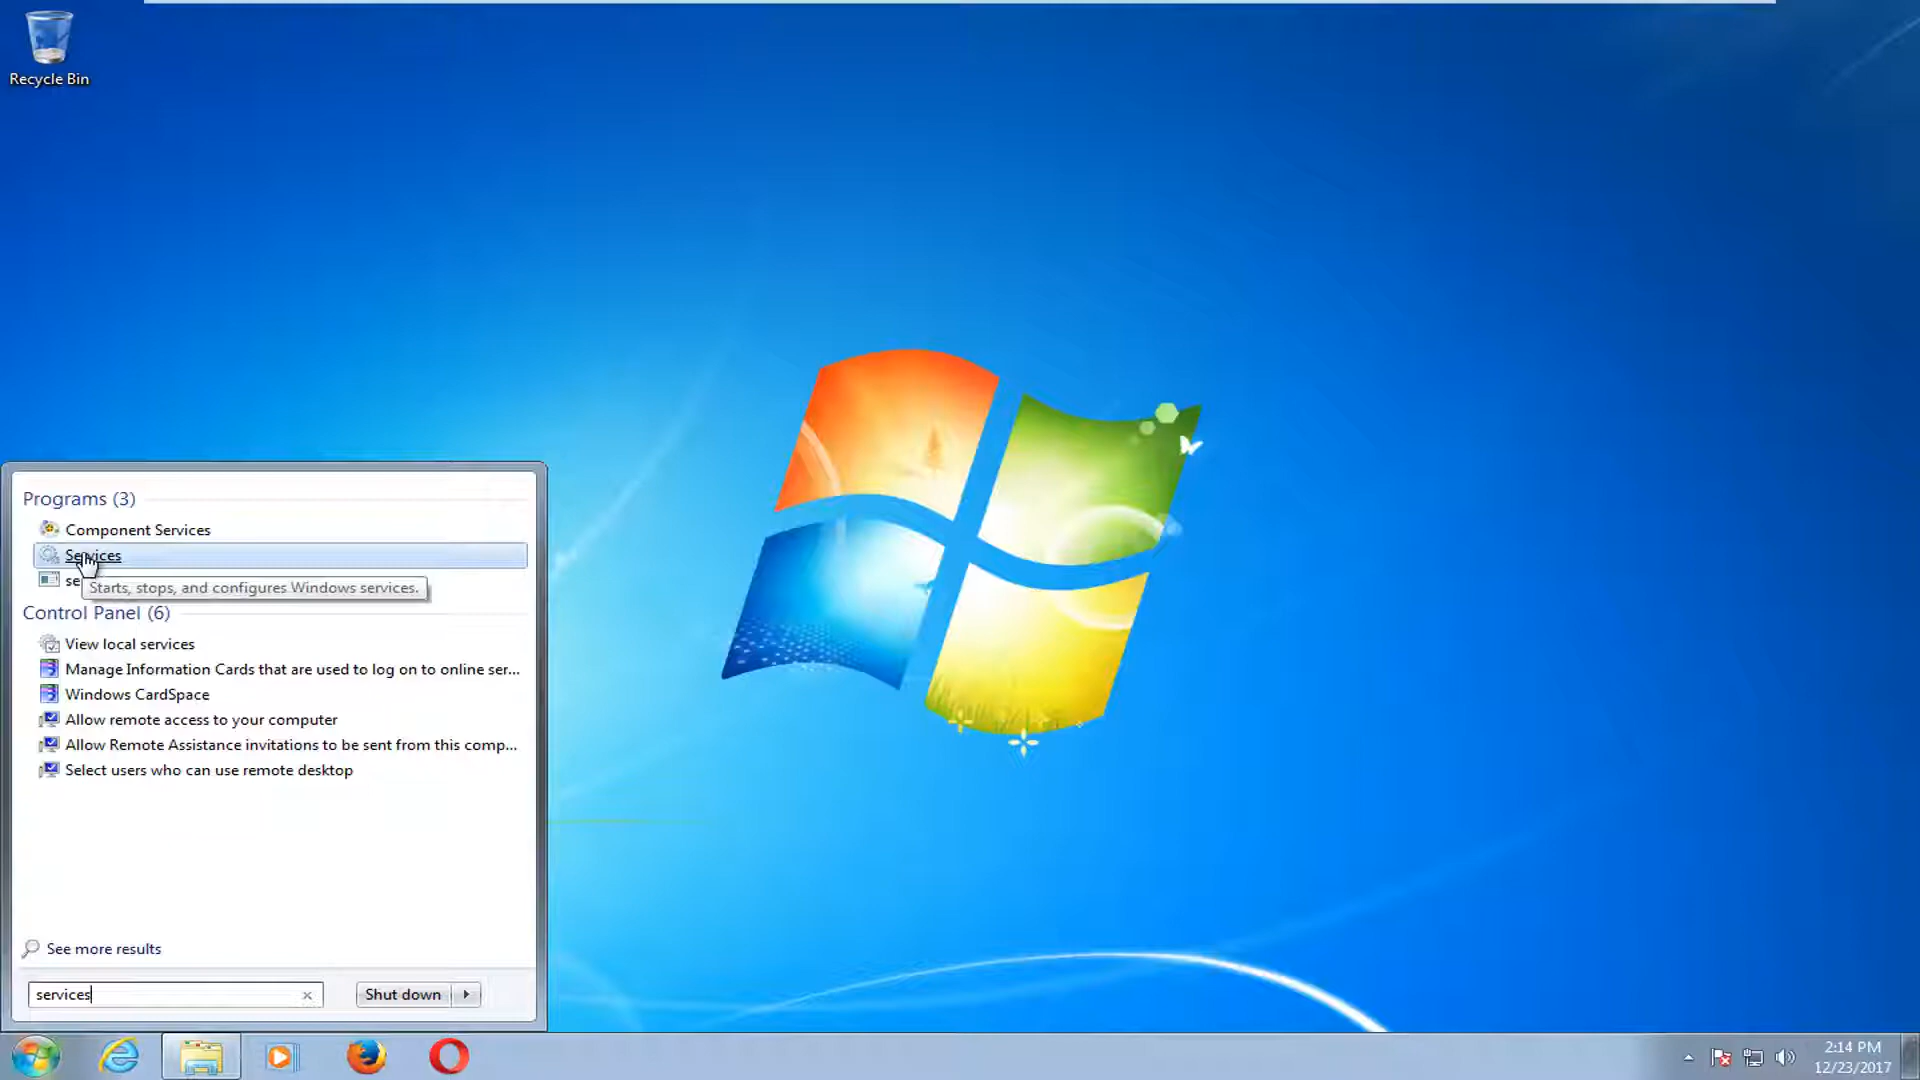 Recycle Bin
Programs (3)
Component Services
Services
se
Starts, stops, and configures Windows services.
Control Panel (6)
View local services
Manage Information Cards that are used to log on to online ser...
Windows CardSpace
Allow remote access to your computer
Allow Remote Assistance invitations to be sent from this comp...
Select users who can use remote desktop
See more results
services
Shut down
2:14 PM
12/23/2017